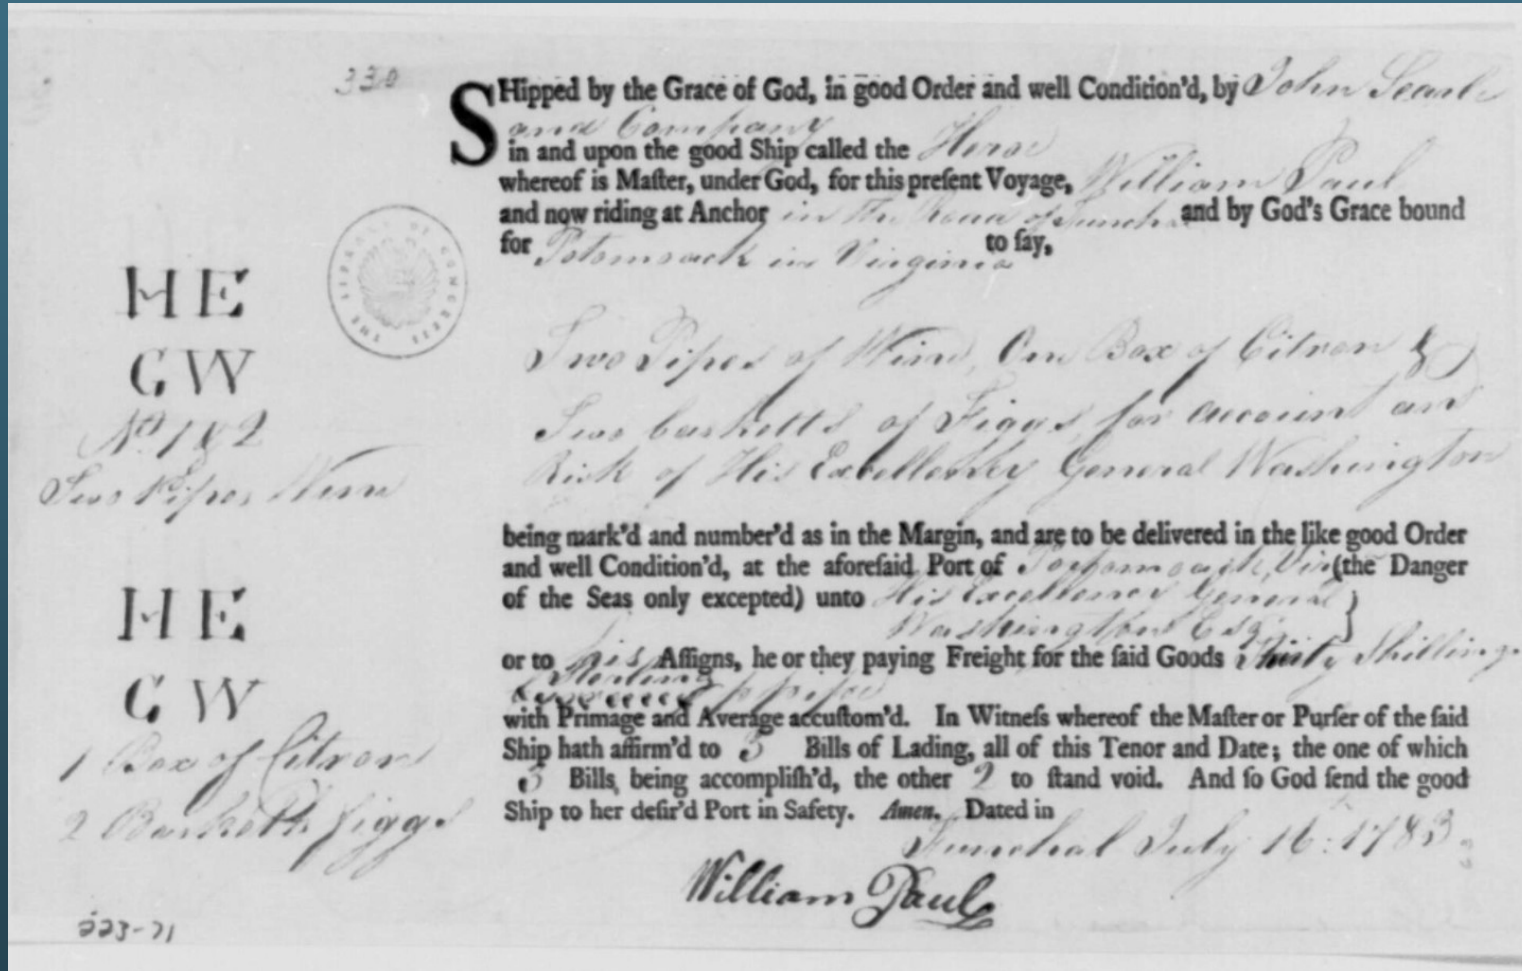 330
SHipped by the Grace of God, in good Order and well Condition'd, by John Searle
and Company
in and upon the good Ship called the Heroe
whereof is Maſter, under God, for this preſent Voyage, William Paul
and now riding at Anchor in the Road of Funchal and by God's Grace bound
for Potomsack in Virginia to ſay,
THE LIBRARY OF CONGRESS
H E
G W
Nº 1 & 2
Two Pipes Wine
Two Pipes of Wine, One Box of Citron &
Two basketts of Figgs, for account and
Risk of His Excellency General Washington
being mark'd and number'd as in the Margin, and are to be delivered in the like good Order
and well Condition'd, at the aforeſaid Port of Vir (the Danger
of the Seas only excepted) unto His Excellency General
Washington Esqr
or to his Aſſigns, he or they paying Freight for the ſaid Goods Thirty Shillings
Sterling
p pipe
with Primage and Average accuſtom'd. In Witneſs whereof the Maſter or Purſer of the ſaid
Ship hath affirm'd to 3 Bills of Lading, all of this Tenor and Date; the one of which
3 Bills, being accompliſh'd, the other 2 to ſtand void. And ſo God ſend the good
Ship to her deſir'd Port in Safety. Amen. Dated in
Funchal July 16th 1783
H E
G W
1 Box of Citron
2 Basketts figgs
William Paul
223-71